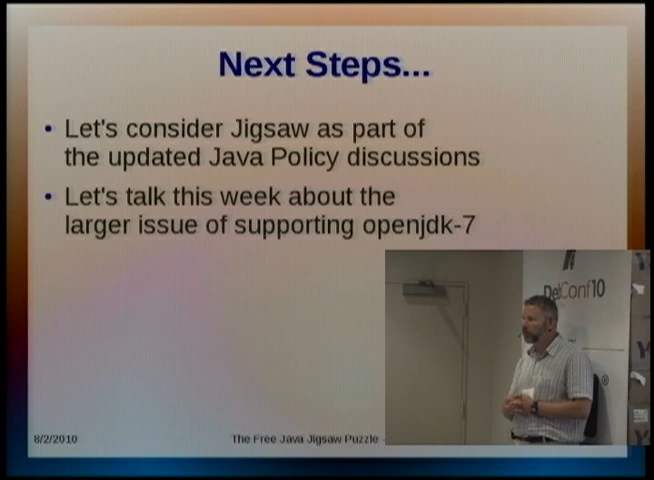 Next Steps...
• Let's consider Jigsaw as part of
the updated Java Policy discussions
• Let's talk this week about the
larger issue of supporting openjdk-7
DebConf10
8/2/2010
The Free Java Jigsaw Puzzle -